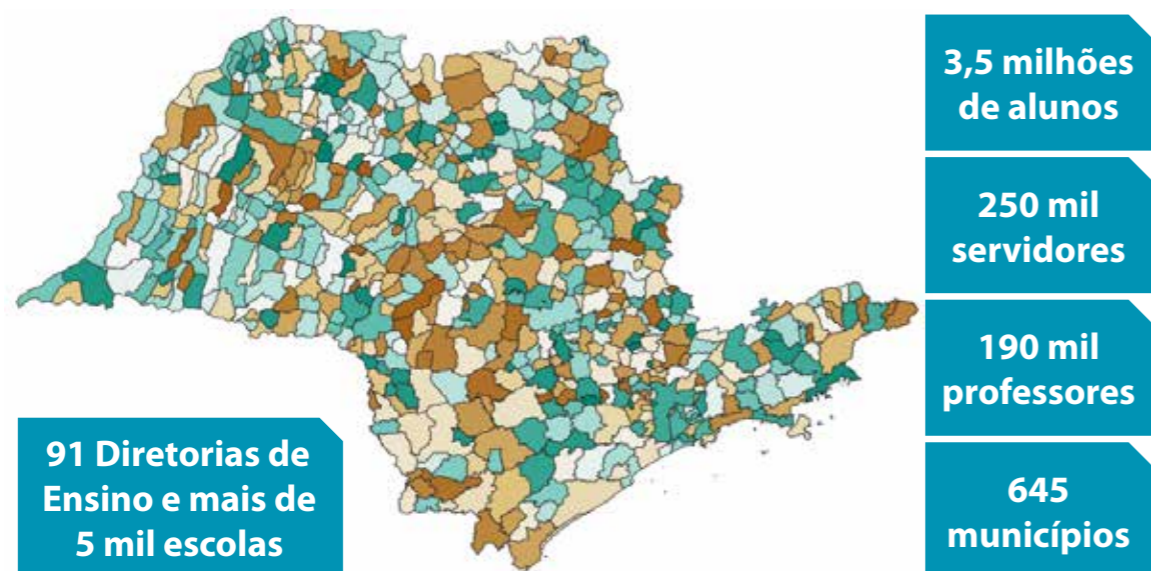 3,5 milhões
de alunos
250 mil
servidores
190 mil
professores
645
municípios
91 Diretorias de
Ensino e mais de
5 mil escolas